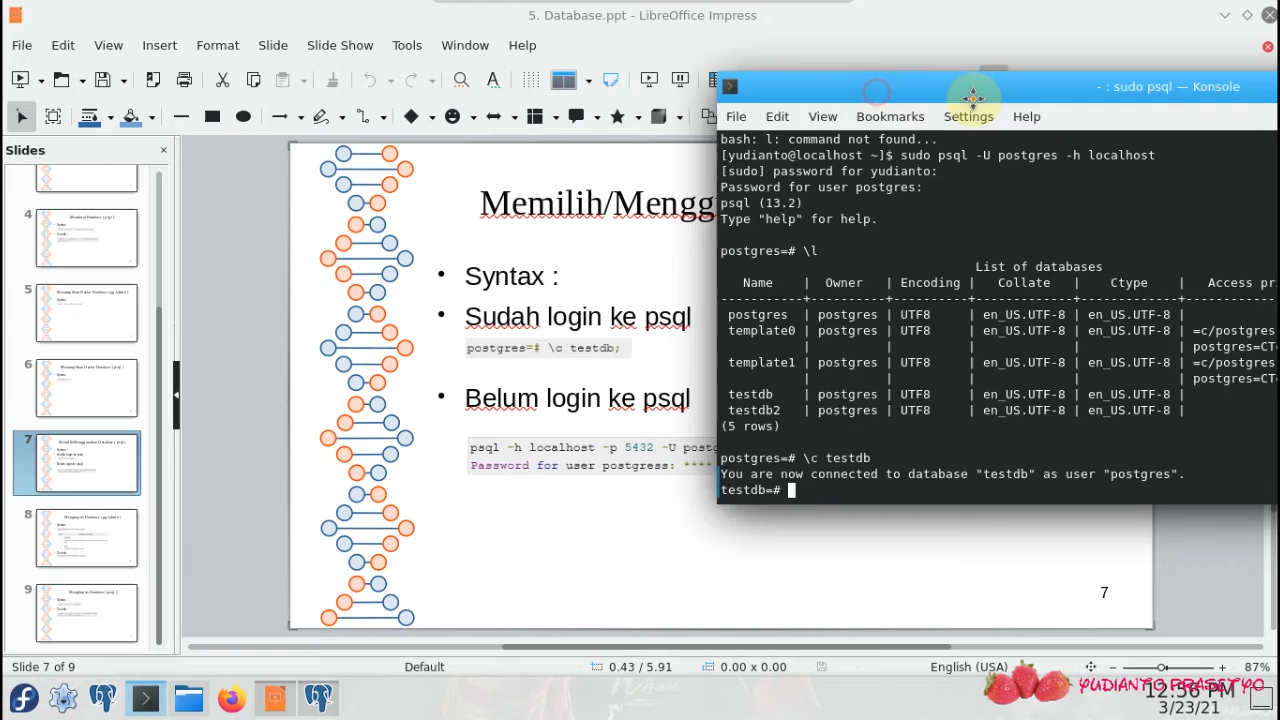 5. Database.ppt - LibreOffice Impress
File Edit View Insert Format Slide Slide Show Tools Window Help
Slides
4
5
6
7
8
9
Memilih/Mengg
• Syntax :
• Sudah login ke psql
postgres=# \c testdb;
• Belum login ke psql
psql -h localhost -p 5432 -U postg
Password for user postgress: ****
7
- : sudo psql — Konsole
File Edit View Bookmarks Settings Help
bash: l: command not found...
[yudianto@localhost ~]$ sudo psql -U postgres -h localhost
[sudo] password for yudianto:
Password for user postgres:
psql (13.2)
Type "help" for help.
postgres=# \l
List of databases
Name | Owner | Encoding | Collate | Ctype | Access pr
-----------+----------+----------+-------------+-------------+-----------
postgres | postgres | UTF8 | en_US.UTF-8 | en_US.UTF-8 |
template0 | postgres | UTF8 | en_US.UTF-8 | en_US.UTF-8 | =c/postgres
| | | | | postgres=CTc
template1 | postgres | UTF8 | en_US.UTF-8 | en_US.UTF-8 | =c/postgres
| | | | | postgres=CTc
testdb | postgres | UTF8 | en_US.UTF-8 | en_US.UTF-8 |
testdb2 | postgres | UTF8 | en_US.UTF-8 | en_US.UTF-8 |
(5 rows)
postgres=# \c testdb
You are now connected to database "testdb" as user "postgres".
testdb=#
Slide 7 of 9 Default 0.43 / 5.91 0.00 x 0.00 English (USA) 87%
YUDIANTO PRASETYO
12:56 PM
3/23/21